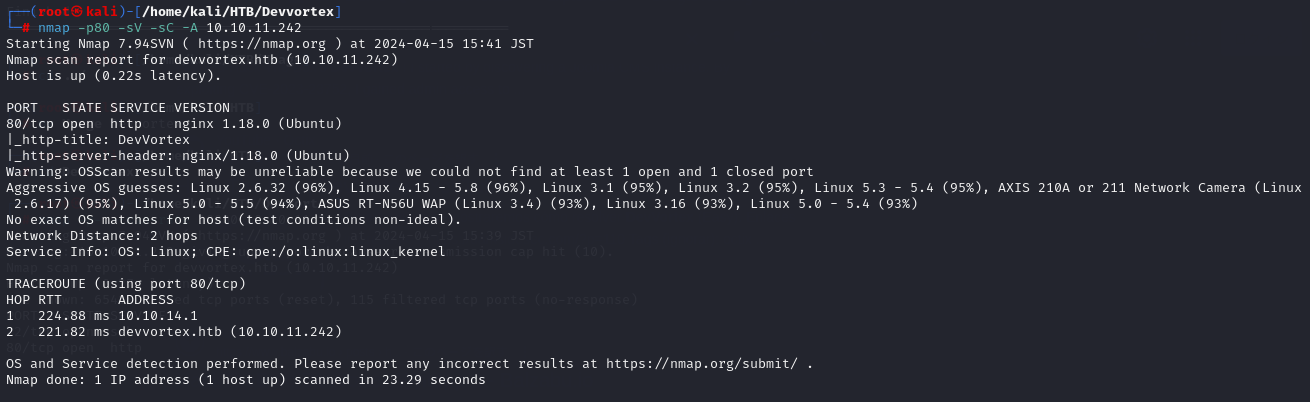 ┌──(root㉿kali)-[/home/kali/HTB/Devvortex]
└─# nmap -p80 -sV -sC -A 10.10.11.242
Starting Nmap 7.94SVN ( https://nmap.org ) at 2024-04-15 15:41 JST
Nmap scan report for devvortex.htb (10.10.11.242)
Host is up (0.22s latency).
PORT   STATE SERVICE VERSION
80/tcp open  http    nginx 1.18.0 (Ubuntu)
|_http-title: DevVortex
|_http-server-header: nginx/1.18.0 (Ubuntu)
Warning: OSScan results may be unreliable because we could not find at least 1 open and 1 closed port
Aggressive OS guesses: Linux 2.6.32 (96%), Linux 4.15 - 5.8 (96%), Linux 3.1 (95%), Linux 3.2 (95%), Linux 5.3 - 5.4 (95%), AXIS 210A or 211 Network Camera (Linux
2.6.17) (95%), Linux 5.0 - 5.5 (94%), ASUS RT-N56U WAP (Linux 3.4) (93%), Linux 3.16 (93%), Linux 5.0 - 5.4 (93%)
No exact OS matches for host (test conditions non-ideal).
Network Distance: 2 hops
Service Info: OS: Linux; CPE: cpe:/o:linux:linux_kernel
TRACEROUTE (using port 80/tcp)
HOP RTT       ADDRESS
1   224.88 ms 10.10.14.1
2   221.82 ms devvortex.htb (10.10.11.242)
OS and Service detection performed. Please report any incorrect results at https://nmap.org/submit/ .
Nmap done: 1 IP address (1 host up) scanned in 23.29 seconds